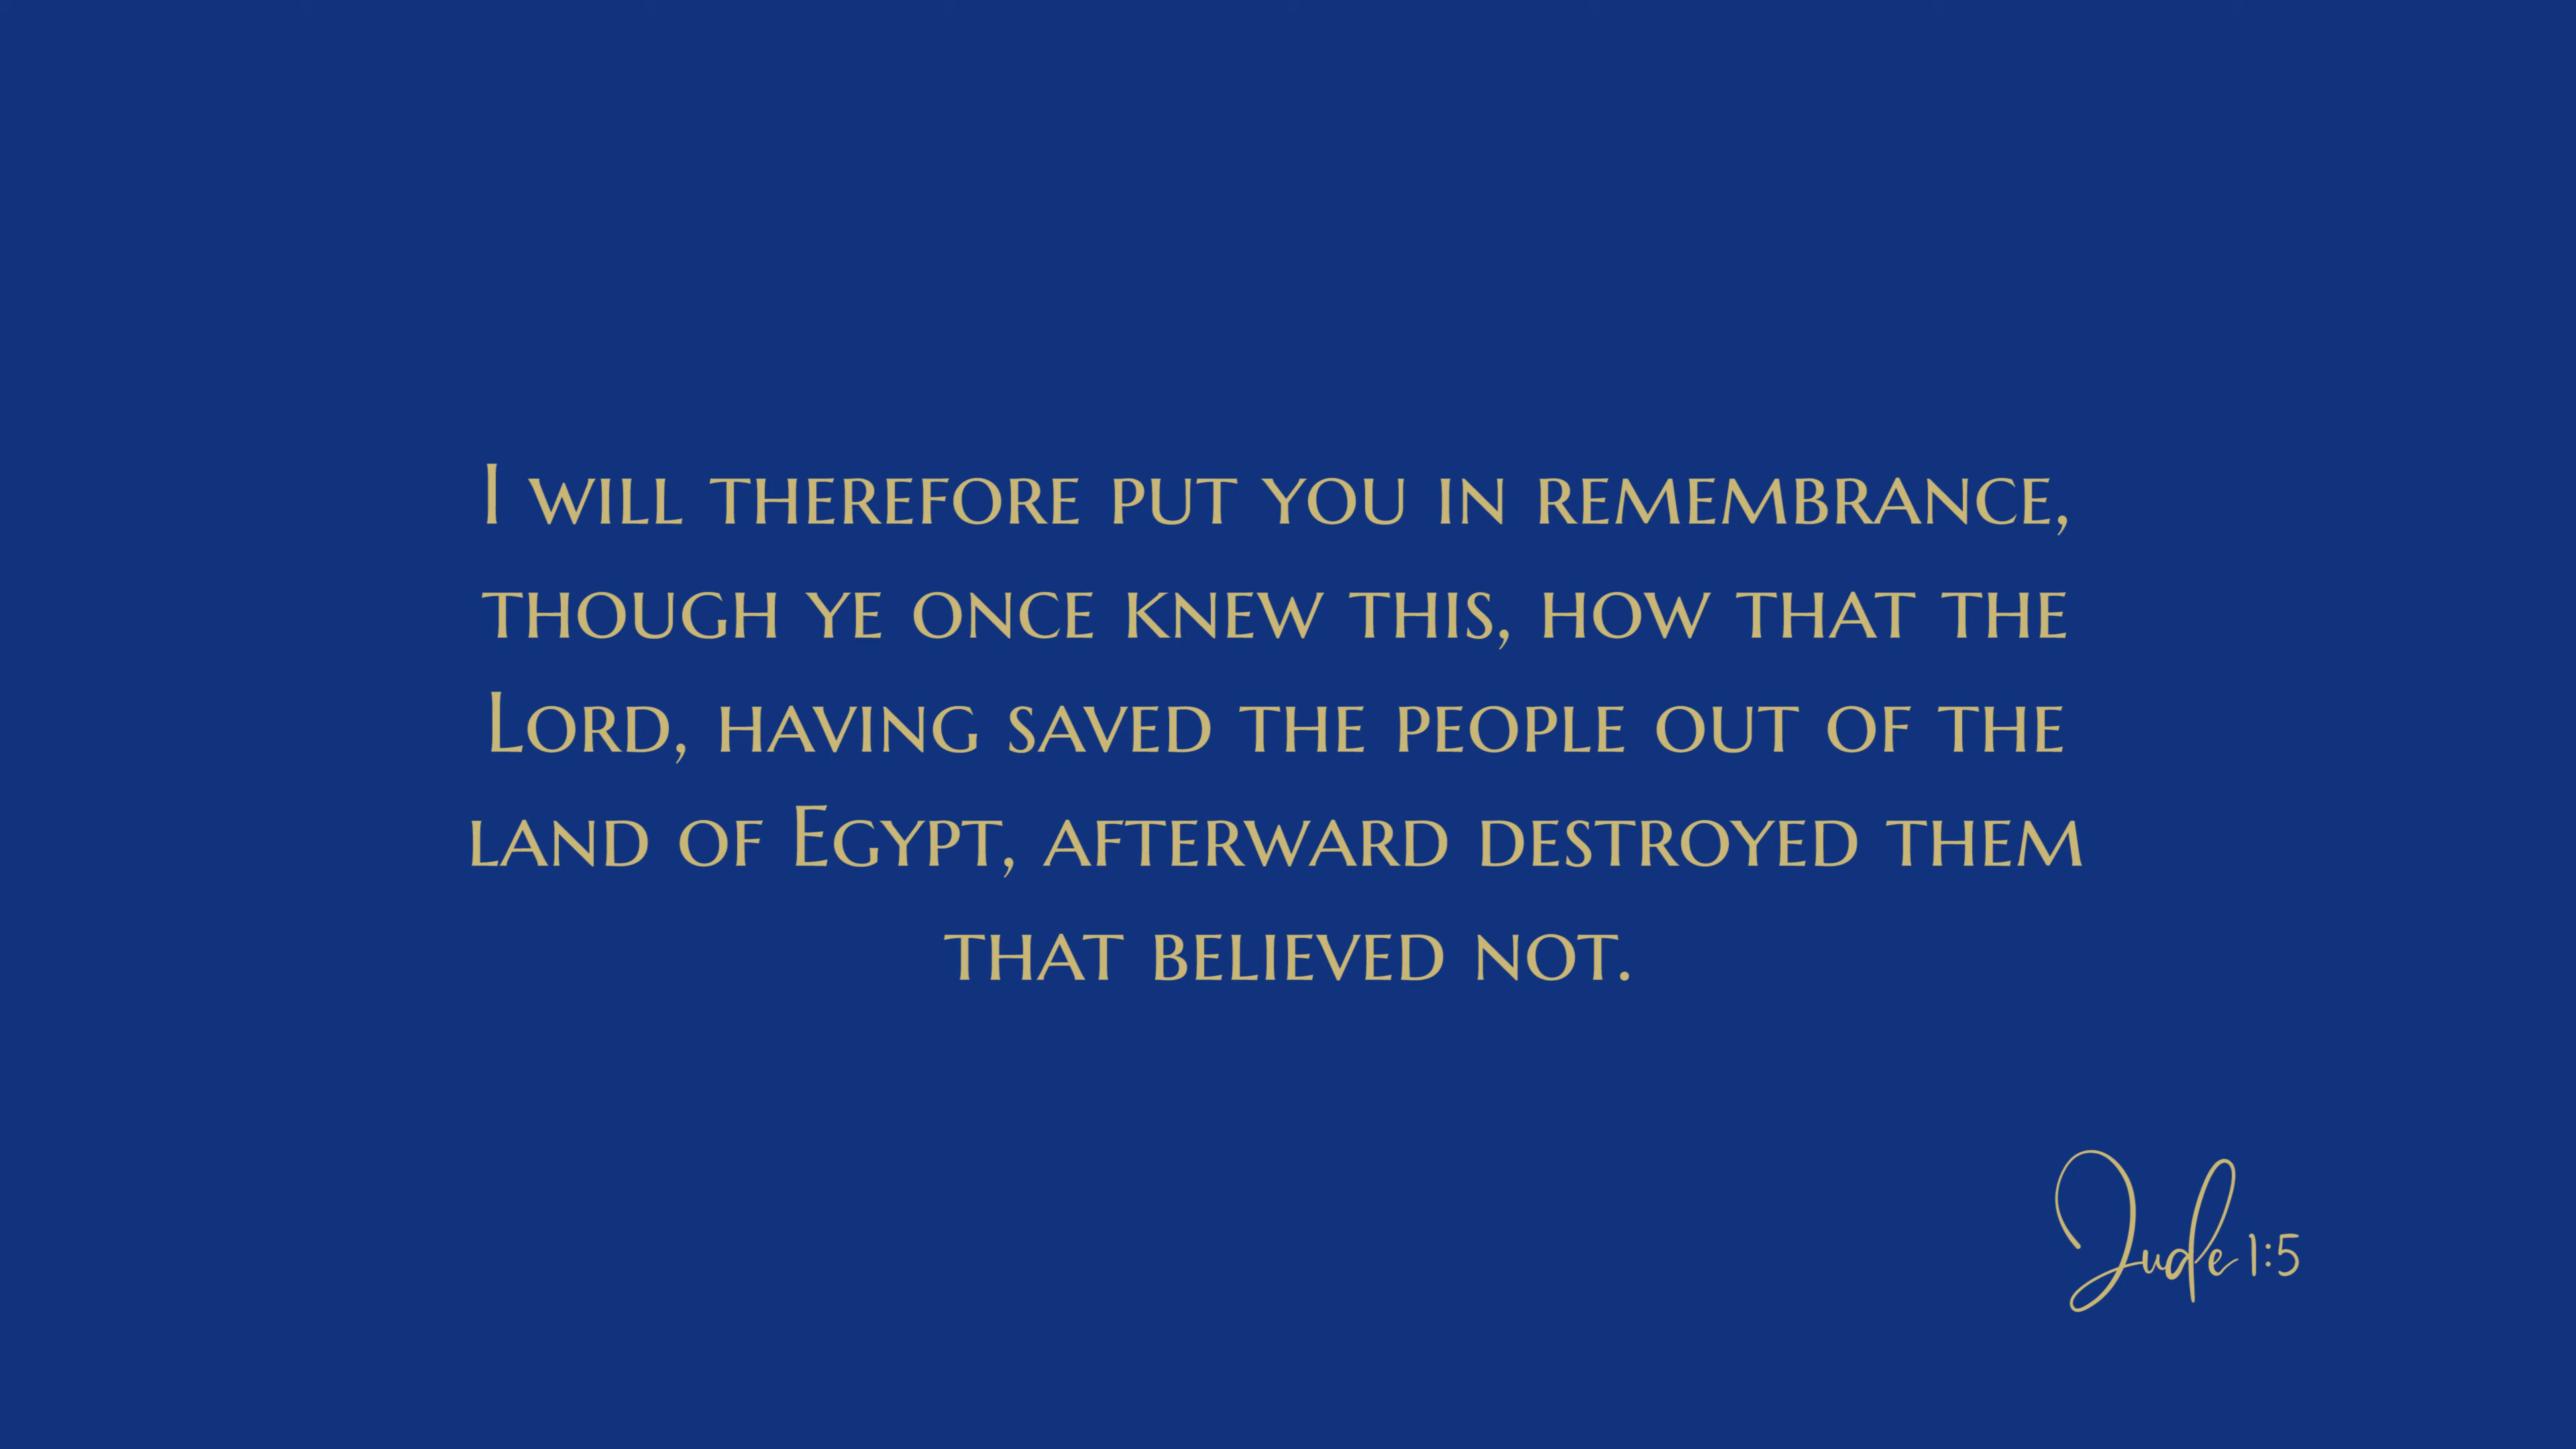 I will therefore put you in remembrance,
though ye once knew this, how that the
Lord, having saved the people out of the
land of Egypt, afterward destroyed them
that believed not.
Jude 1:5